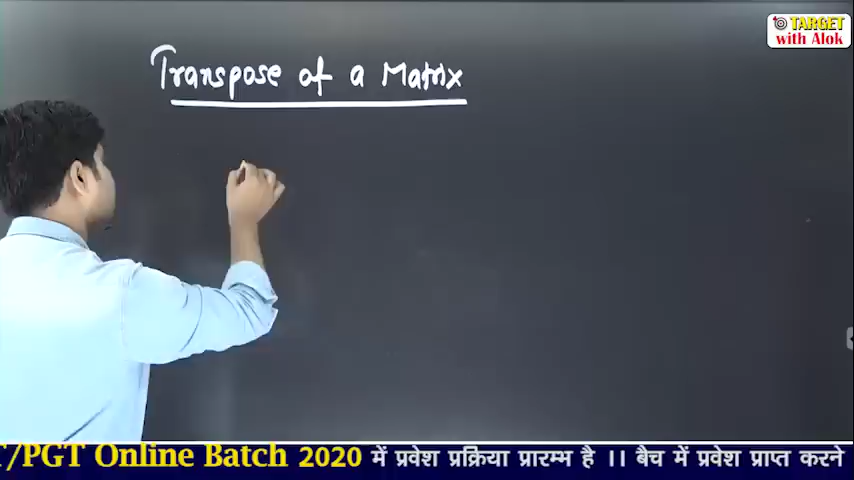 TARGET
with Alok
Transpose of a Matrix
T/PGT Online Batch 2020 में प्रवेश प्रक्रिया प्रारम्भ है ।। बैच में प्रवेश प्राप्त करने